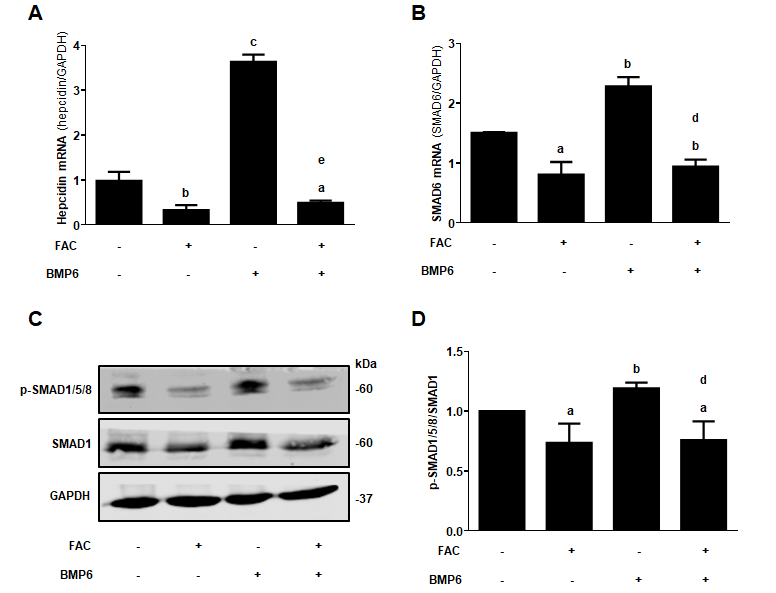 A
Hepcidin mRNA (hepcidin/GAPDH)
4
3
2
1
0
b
c
e
a
FAC - + - +
BMP6 - - + +
B
SMAD6 mRNA (SMAD6/GAPDH)
3
2
1
0
a
b
d
b
FAC - + - +
BMP6 - - + +
C
kDa
p-SMAD1/5/8 -60
SMAD1 -60
GAPDH -37
FAC - + - +
BMP6 - - + +
D
p-SMAD1/5/8/SMAD1
1.5
1.0
0.5
0.0
a
b
d
a
FAC - + - +
BMP6 - - + +